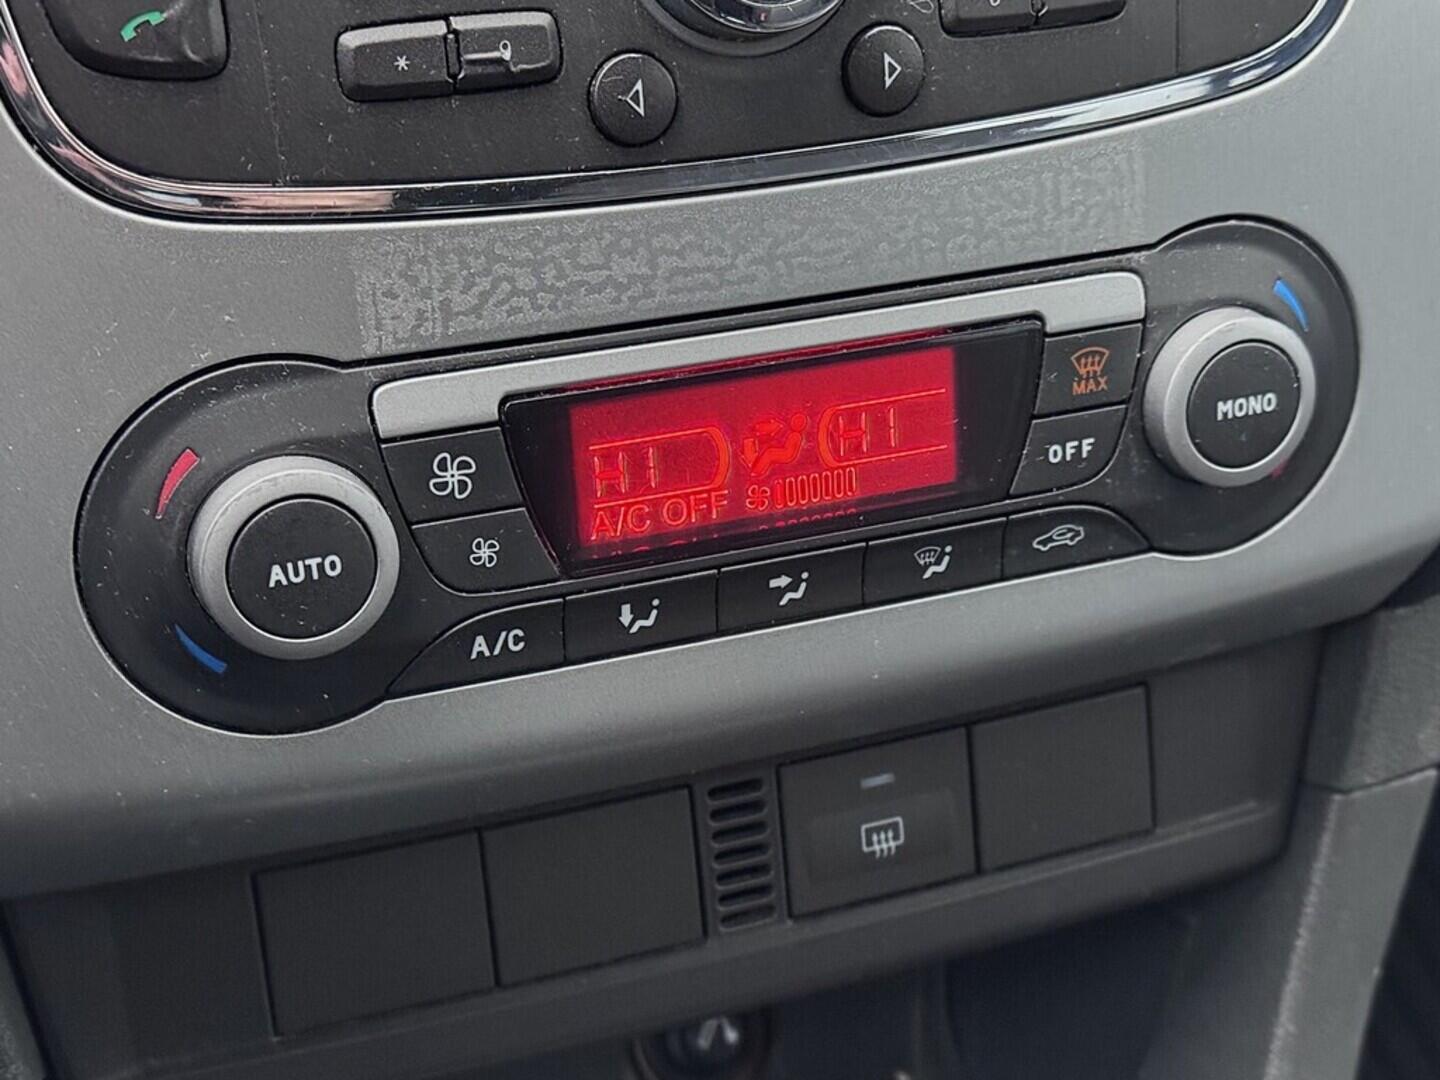 *
MAX
MONO
HI HI
OFF
A/C OFF
AUTO
A/C